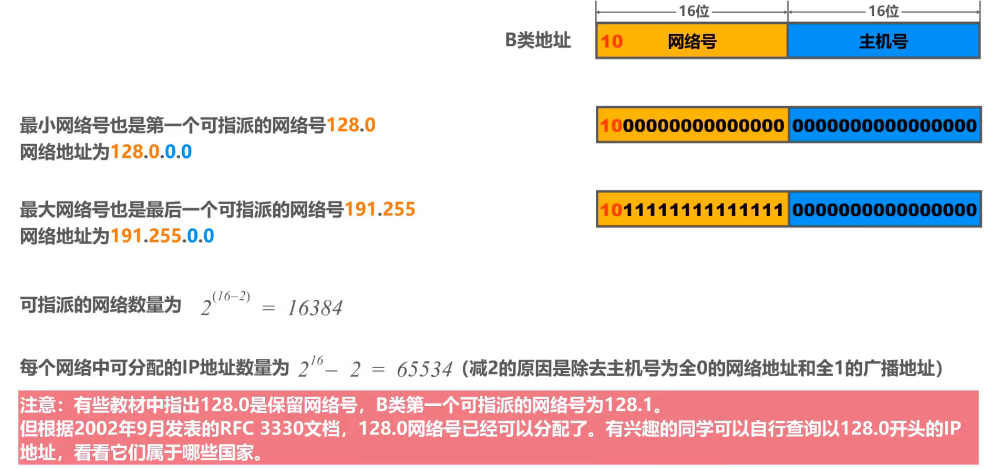 16位 16位
B类地址 10 网络号 主机号
最小网络号也是第一个可指派的网络号128.0
网络地址为128.0.0.0
1000000000000000 0000000000000000
最大网络号也是最后一个可指派的网络号191.255
网络地址为191.255.0.0
1011111111111111 0000000000000000
可指派的网络数量为 2^(16-2) = 16384
每个网络中可分配的IP地址数量为 2^16 - 2 = 65534（减2的原因是除去主机号为全0的网络地址和全1的广播地址）
注意：有些教材中指出128.0是保留网络号，B类第一个可指派的网络号为128.1。
但根据2002年9月发表的RFC 3330文档，128.0网络号已经可以分配了。有兴趣的同学可以自行查询以128.0开头的IP
地址，看看它们属于哪些国家。